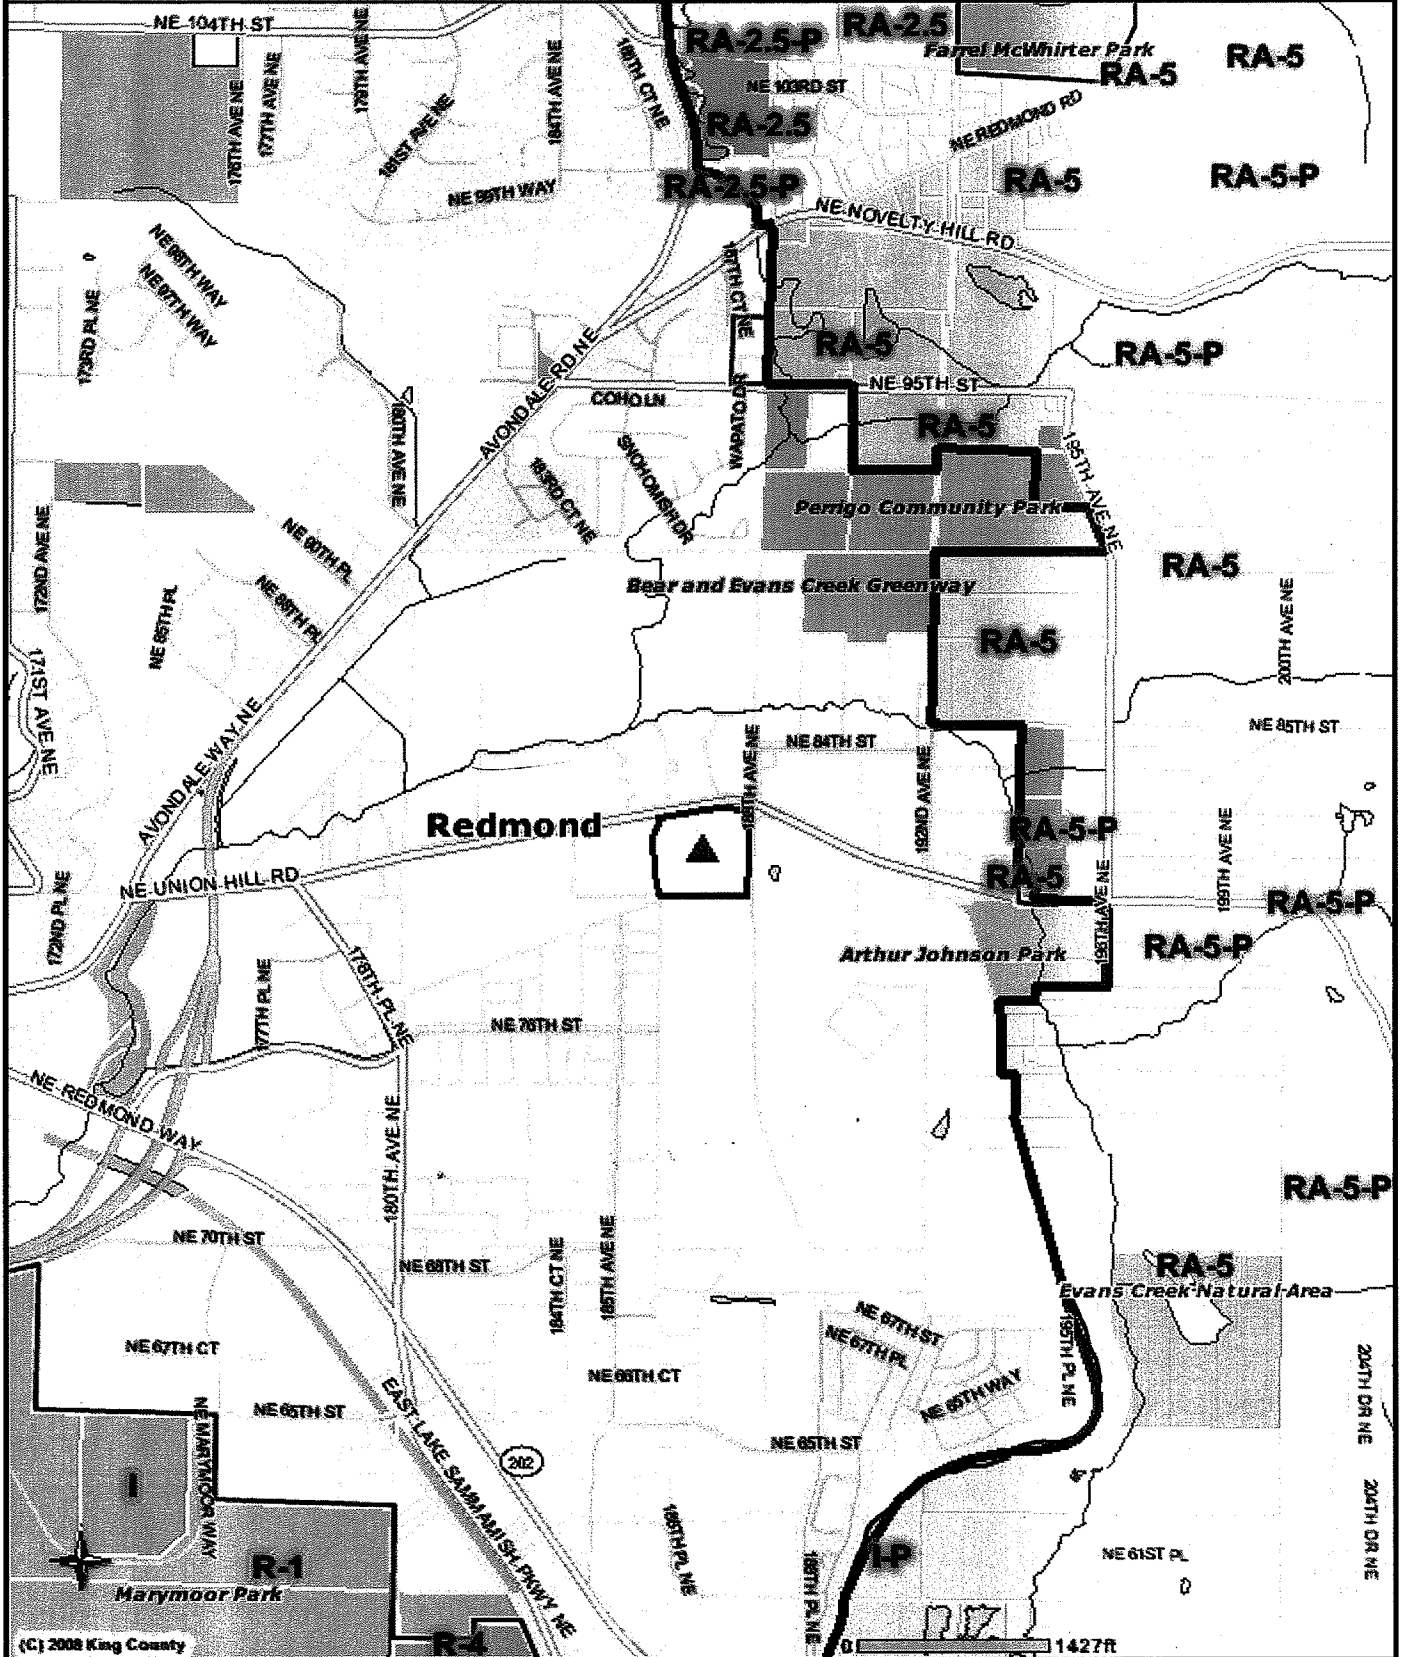 NE 104TH ST
178TH AVE NE
177TH AVE NE
179TH AVE NE
181ST AVE NE
184TH AVE NE
NE 99TH WAY
RA-2.5-P
RA-2.5
Farrel McWhirter Park
RA-5
RA-5
NE 103RD ST
RA-2.5
NE REDMOND RD
RA-2.5-P
RA-5
RA-5-P
NE NOVELTY HILL RD
NE 98TH WAY
NE 97TH WAY
173RD PL NE
187TH CT NE
RA-5
RA-5-P
AVONDALE RD NE
COHO LN
WAPATO DR
NE 95TH ST
180TH AVE NE
183RD CT NE
SNOHOMISH DR
RA-5
195TH AVE NE
Perrigo Community Park
172ND AVE NE
NE 90TH PL
NE 85TH PL
Bear and Evans Creek Greenway
RA-5
RA-5
200TH AVE NE
171ST AVE NE
AVONDALE WAY NE
NE 84TH ST
188TH AVE NE
192ND AVE NE
NE 85TH ST
Redmond
RA-5-P
RA-5
199TH AVE NE
RA-5-P
NE UNION HILL RD
172ND PL NE
196TH AVE NE
RA-5-P
Arthur Johnson Park
178TH PL NE
177TH PL NE
NE 76TH ST
NE REDMOND WAY
180TH AVE NE
RA-5-P
NE 70TH ST
NE 68TH ST
184TH CT NE
185TH AVE NE
RA-5
Evans Creek Natural Area
NE 67TH ST
NE 67TH PL
195TH PL NE
NE 67TH CT
NE 66TH CT
204TH DR NE
NE 65TH ST
NE MARYMOOR WAY
EAST LAKE SAMMAMISH PKWY NE
202
NE 65TH ST
I
204TH DR NE
R-1
Marymoor Park
I-P
NE 61ST PL
R-4
(C) 2008 King County
0
1427ft